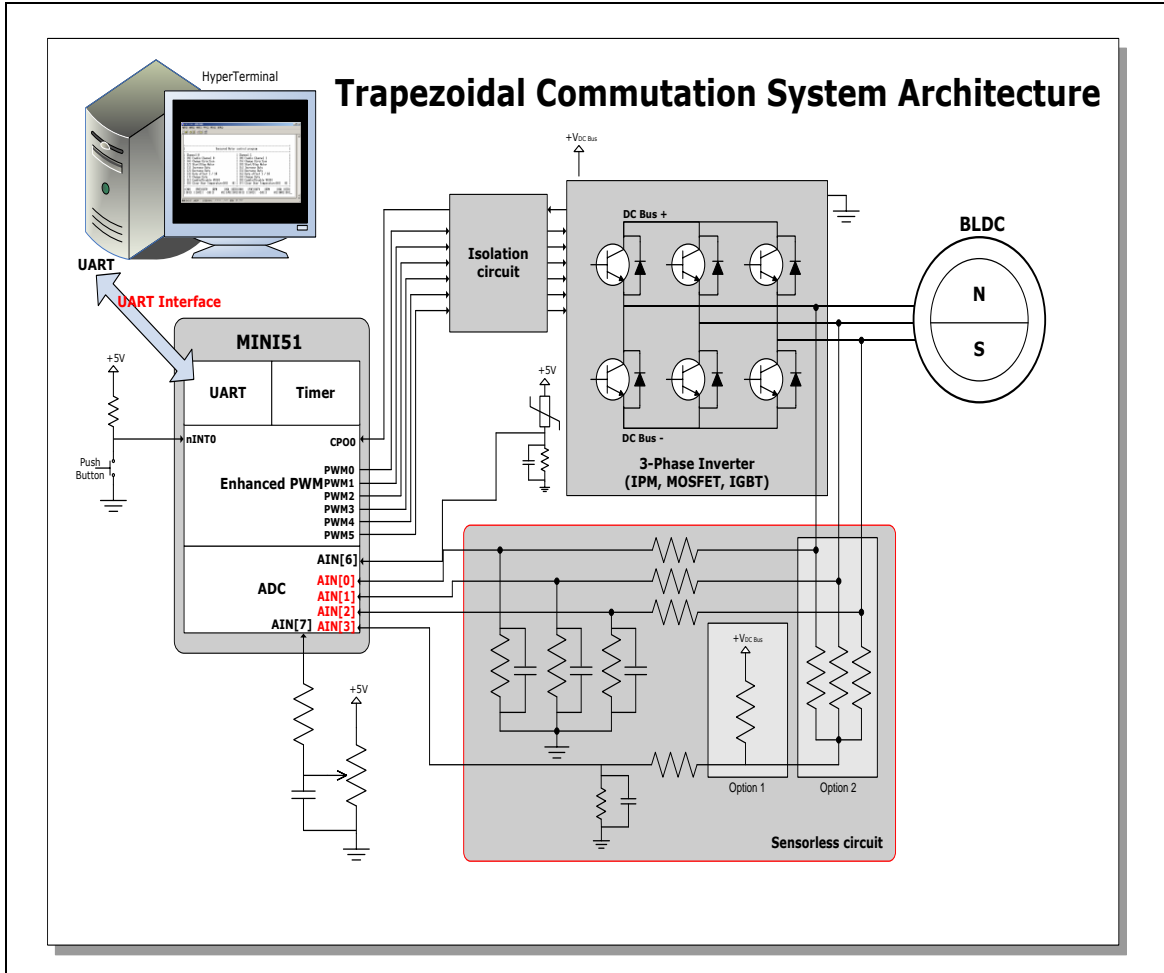 HyperTerminal
Trapezoidal Commutation System Architecture
UART
UART Interface
+VDC Bus
DC Bus +
Isolation
circuit
BLDC
N
S
MINI51
UART
Timer
+5V
nINT0
Push
Button
CPO0
Enhanced PWM
PWM0
PWM1
PWM2
PWM3
PWM4
PWM5
+5V
DC Bus -
3-Phase Inverter
(IPM, MOSFET, IGBT)
ADC
AIN[6]
AIN[0]
AIN[1]
AIN[2]
AIN[7]
AIN[3]
+5V
+VDC Bus
Option 1
Option 2
Sensorless circuit